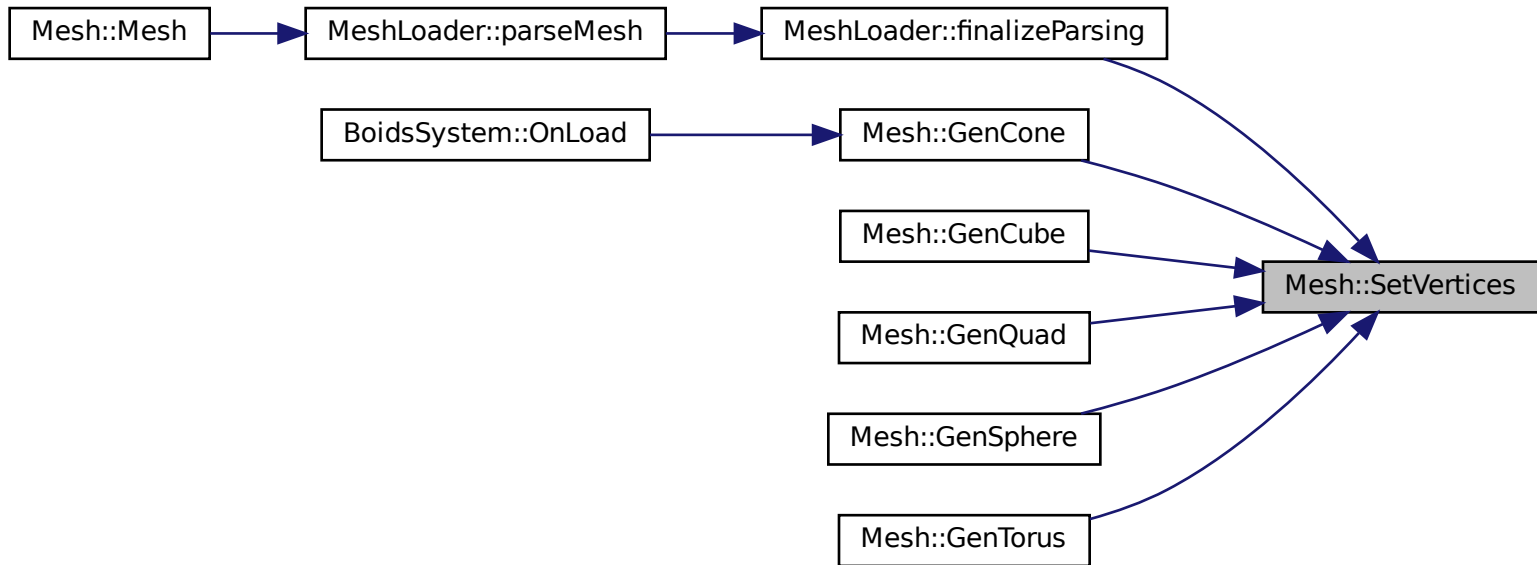 Mesh::Mesh
MeshLoader::parseMesh
MeshLoader::finalizeParsing
BoidsSystem::OnLoad
Mesh::GenCone
Mesh::GenCube
Mesh::SetVertices
Mesh::GenQuad
Mesh::GenSphere
Mesh::GenTorus